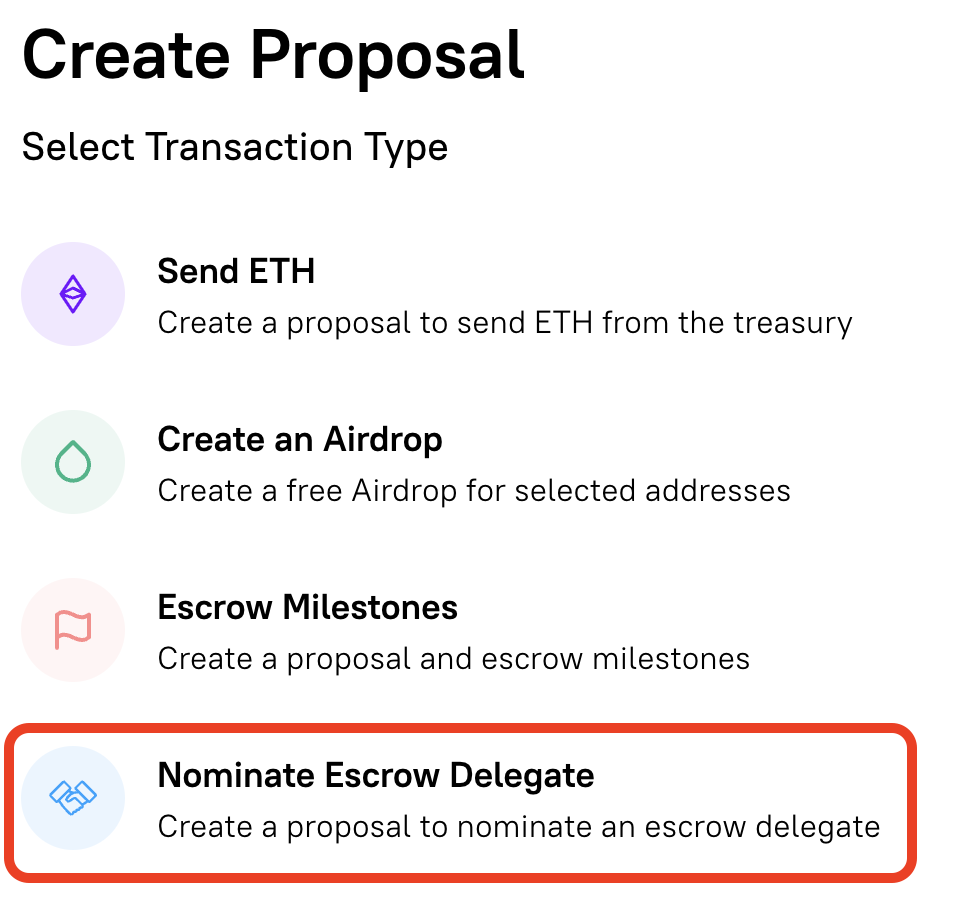 Create Proposal
Select Transaction Type
Send ETH
Create a proposal to send ETH from the treasury
Create an Airdrop
Create a free Airdrop for selected addresses
Escrow Milestones
Create a proposal and escrow milestones
Nominate Escrow Delegate
Create a proposal to nominate an escrow delegate